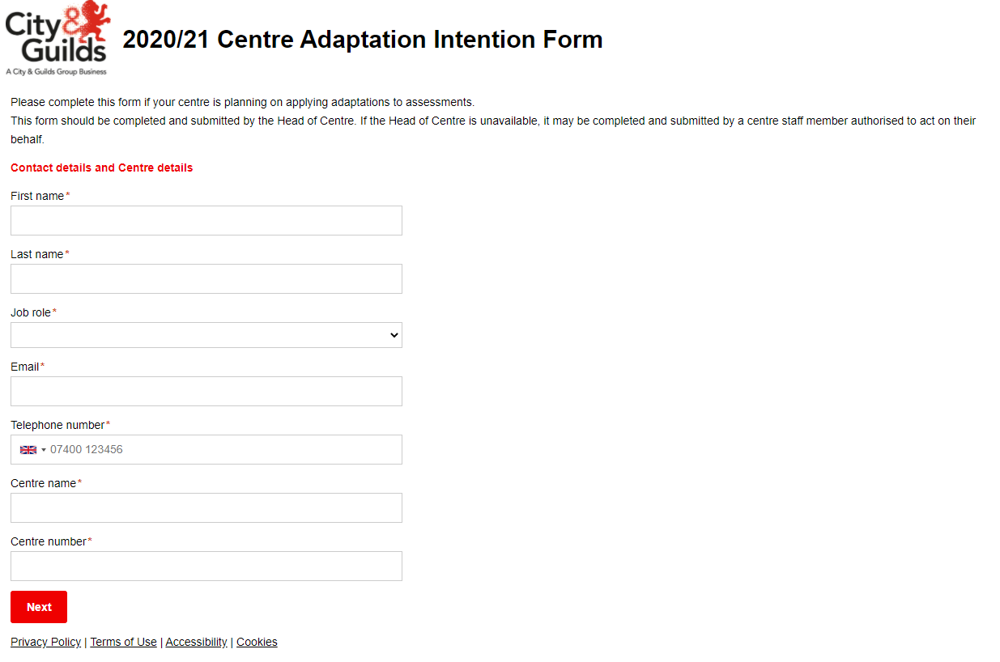 City&
Guilds
A City & Guilds Group Business
2020/21 Centre Adaptation Intention Form
Please complete this form if your centre is planning on applying adaptations to assessments.
This form should be completed and submitted by the Head of Centre. If the Head of Centre is unavailable, it may be completed and submitted by a centre staff member authorised to act on their
behalf.
Contact details and Centre details
First name*
Last name*
Job role*
Email*
Telephone number*
07400 123456
Centre name*
Centre number*
Next
Privacy Policy | Terms of Use | Accessibility | Cookies